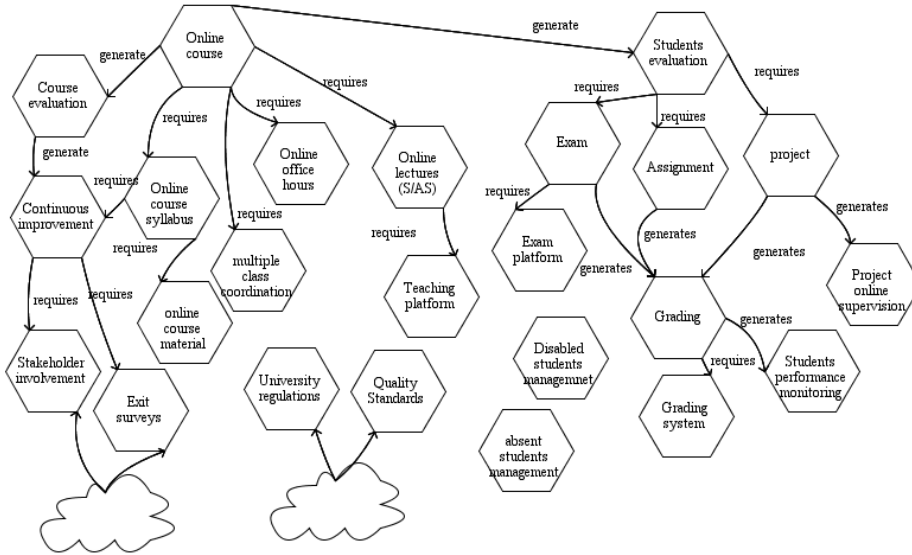 Online
course
generate
Students
evaluation
generate
Course
evaluation
requires
requires
requires
requires
requires
requires
generate
Exam
Assignment
project
Online
office
hours
Online
lectures
(S/AS)
requires
Online
course
syllabus
requires
generates
Continuous
improvement
requires
requires
requires
generates
Exam
platform
generates
generates
multiple
class
coordination
Teaching
platform
Project
online
supervision
requires
requires
online
course
material
Grading
generates
Stakeholder
involvement
Disabled
students
managemnet
requires
Students
performance
monitoring
University
regulations
Quality
Standards
Exit
surveys
Grading
system
absent
students
management